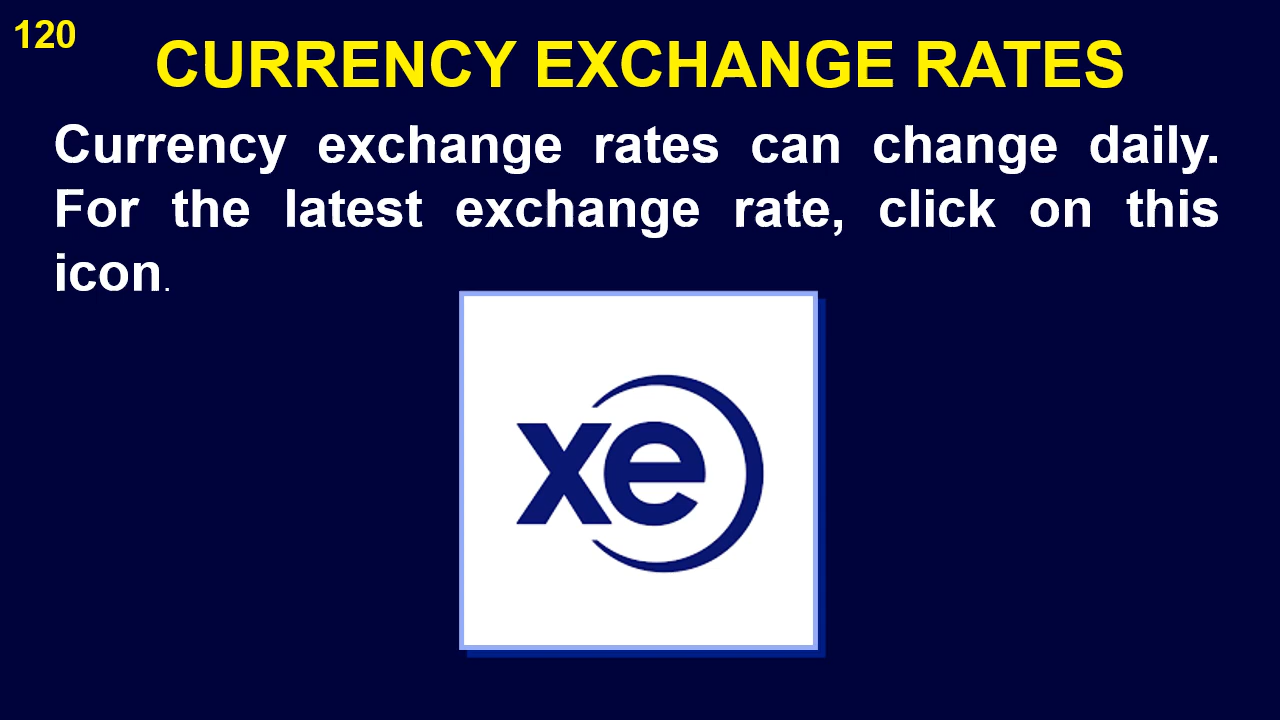 120
CURRENCY EXCHANGE RATES
Currency exchange rates can change daily.
For the latest exchange rate, click on this
icon.
xe